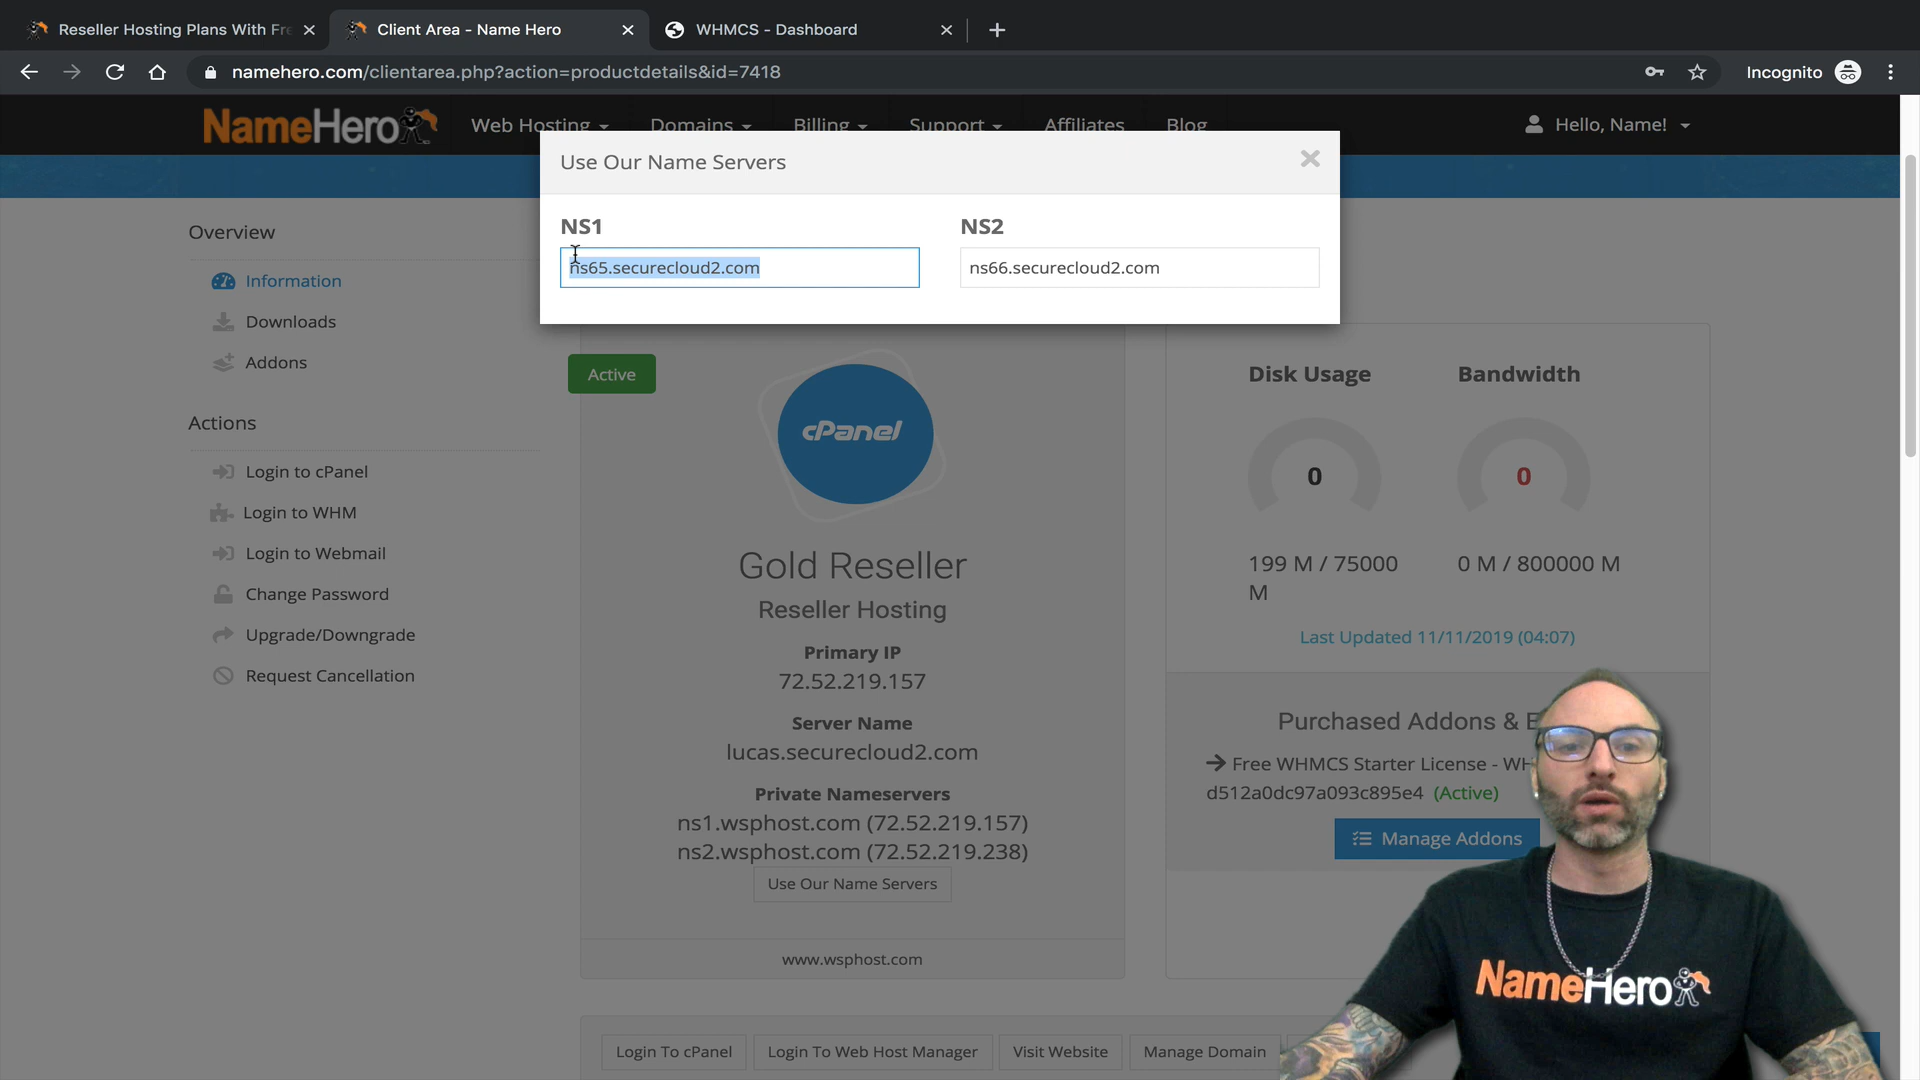 Reseller Hosting Plans With Fre
Client Area - Name Hero
WHMCS - Dashboard
namehero.com/clientarea.php?action=productdetails&id=7418
Incognito
NameHero
Web Hosting
Domains
Billing
Support
Affiliates
Blog
Hello, Name!
Use Our Name Servers
NS1
NS2
ns65.securecloud2.com
ns66.securecloud2.com
Overview
Information
Downloads
Addons
Actions
Login to cPanel
Login to WHM
Login to Webmail
Change Password
Upgrade/Downgrade
Request Cancellation
Active
cPanel
Gold Reseller
Reseller Hosting
Primary IP
72.52.219.157
Server Name
lucas.securecloud2.com
Private Nameservers
ns1.wsphost.com (72.52.219.157)
ns2.wsphost.com (72.52.219.238)
Use Our Name Servers
www.wsphost.com
Disk Usage
Bandwidth
0
0
199 M / 75000
M
0 M / 800000 M
Last Updated 11/11/2019 (04:07)
Purchased Addons & E
Free WHMCS Starter License - WH
d512a0dc97a093c895e4 (Active)
Manage Addons
NameHero
Login To cPanel
Login To Web Host Manager
Visit Website
Manage Domain